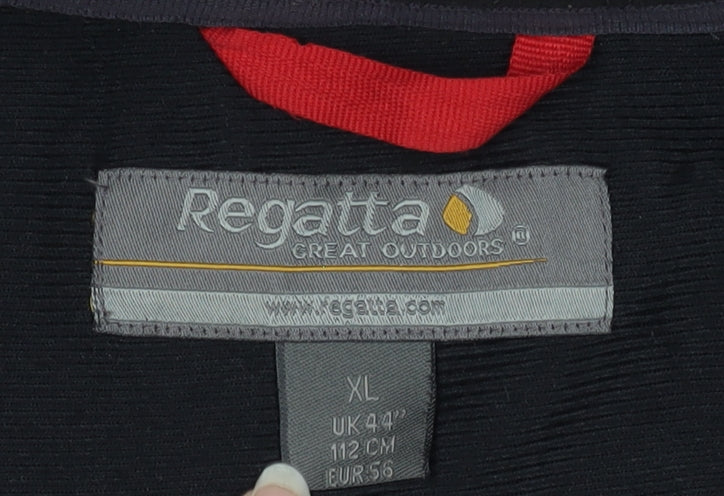 Regatta
GREAT OUTDOORS ®
www.regatta.com
XL
UK 44"
112 CM
EUR 56